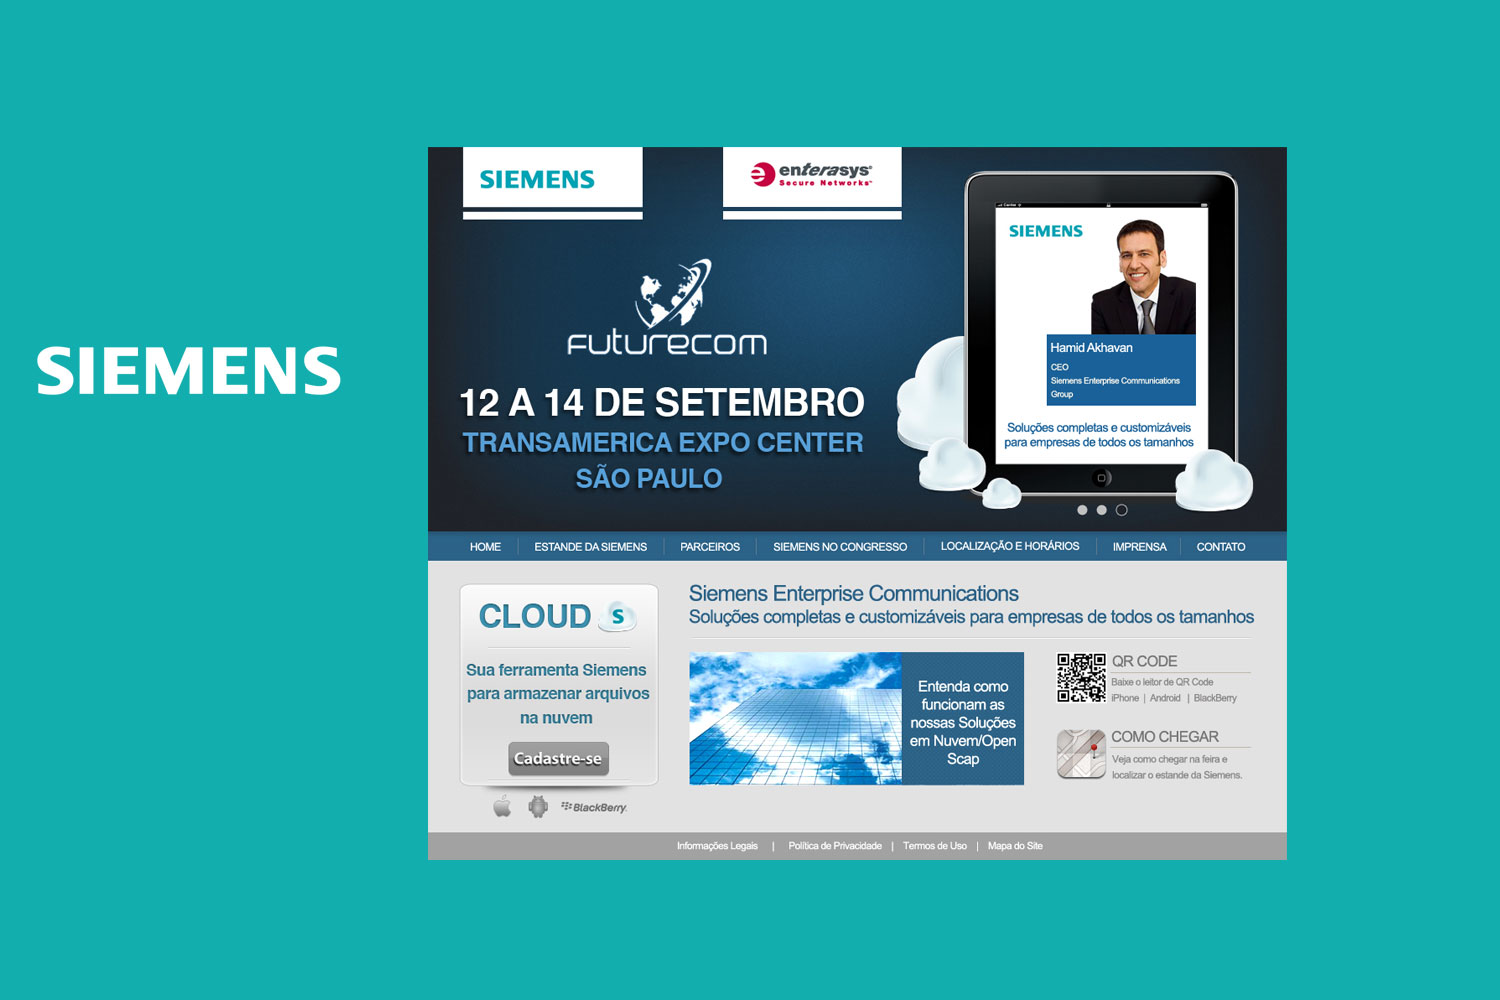 SIEMENS
SIEMENS
enterasys
Secure Networks™
futurecom
12 A 14 DE SETEMBRO
TRANSAMERICA EXPO CENTER
SÃO PAULO
SIEMENS
Hamid Akhavan
CEO
Siemens Enterprise Communications
Group
Soluções completas e customizáveis
para empresas de todos os tamanhos
HOME
ESTANDE DA SIEMENS
PARCEIROS
SIEMENS NO CONGRESSO
LOCALIZAÇÃO E HORÁRIOS
IMPRENSA
CONTATO
CLOUD S
Sua ferramenta Siemens
para armazenar arquivos
na nuvem
Cadastre-se
BlackBerry
Siemens Enterprise Communications
Soluções completas e customizáveis para empresas de todos os tamanhos
Entenda como
funcionam as
nossas Soluções
em Nuvem/Open
Scap
QR CODE
Baixe o leitor de QR Code
iPhone | Android | BlackBerry
COMO CHEGAR
Veja como chegar na feira e
localizar o estande da Siemens.
Informações Legais | Política de Privacidade | Termos de Uso | Mapa do Site